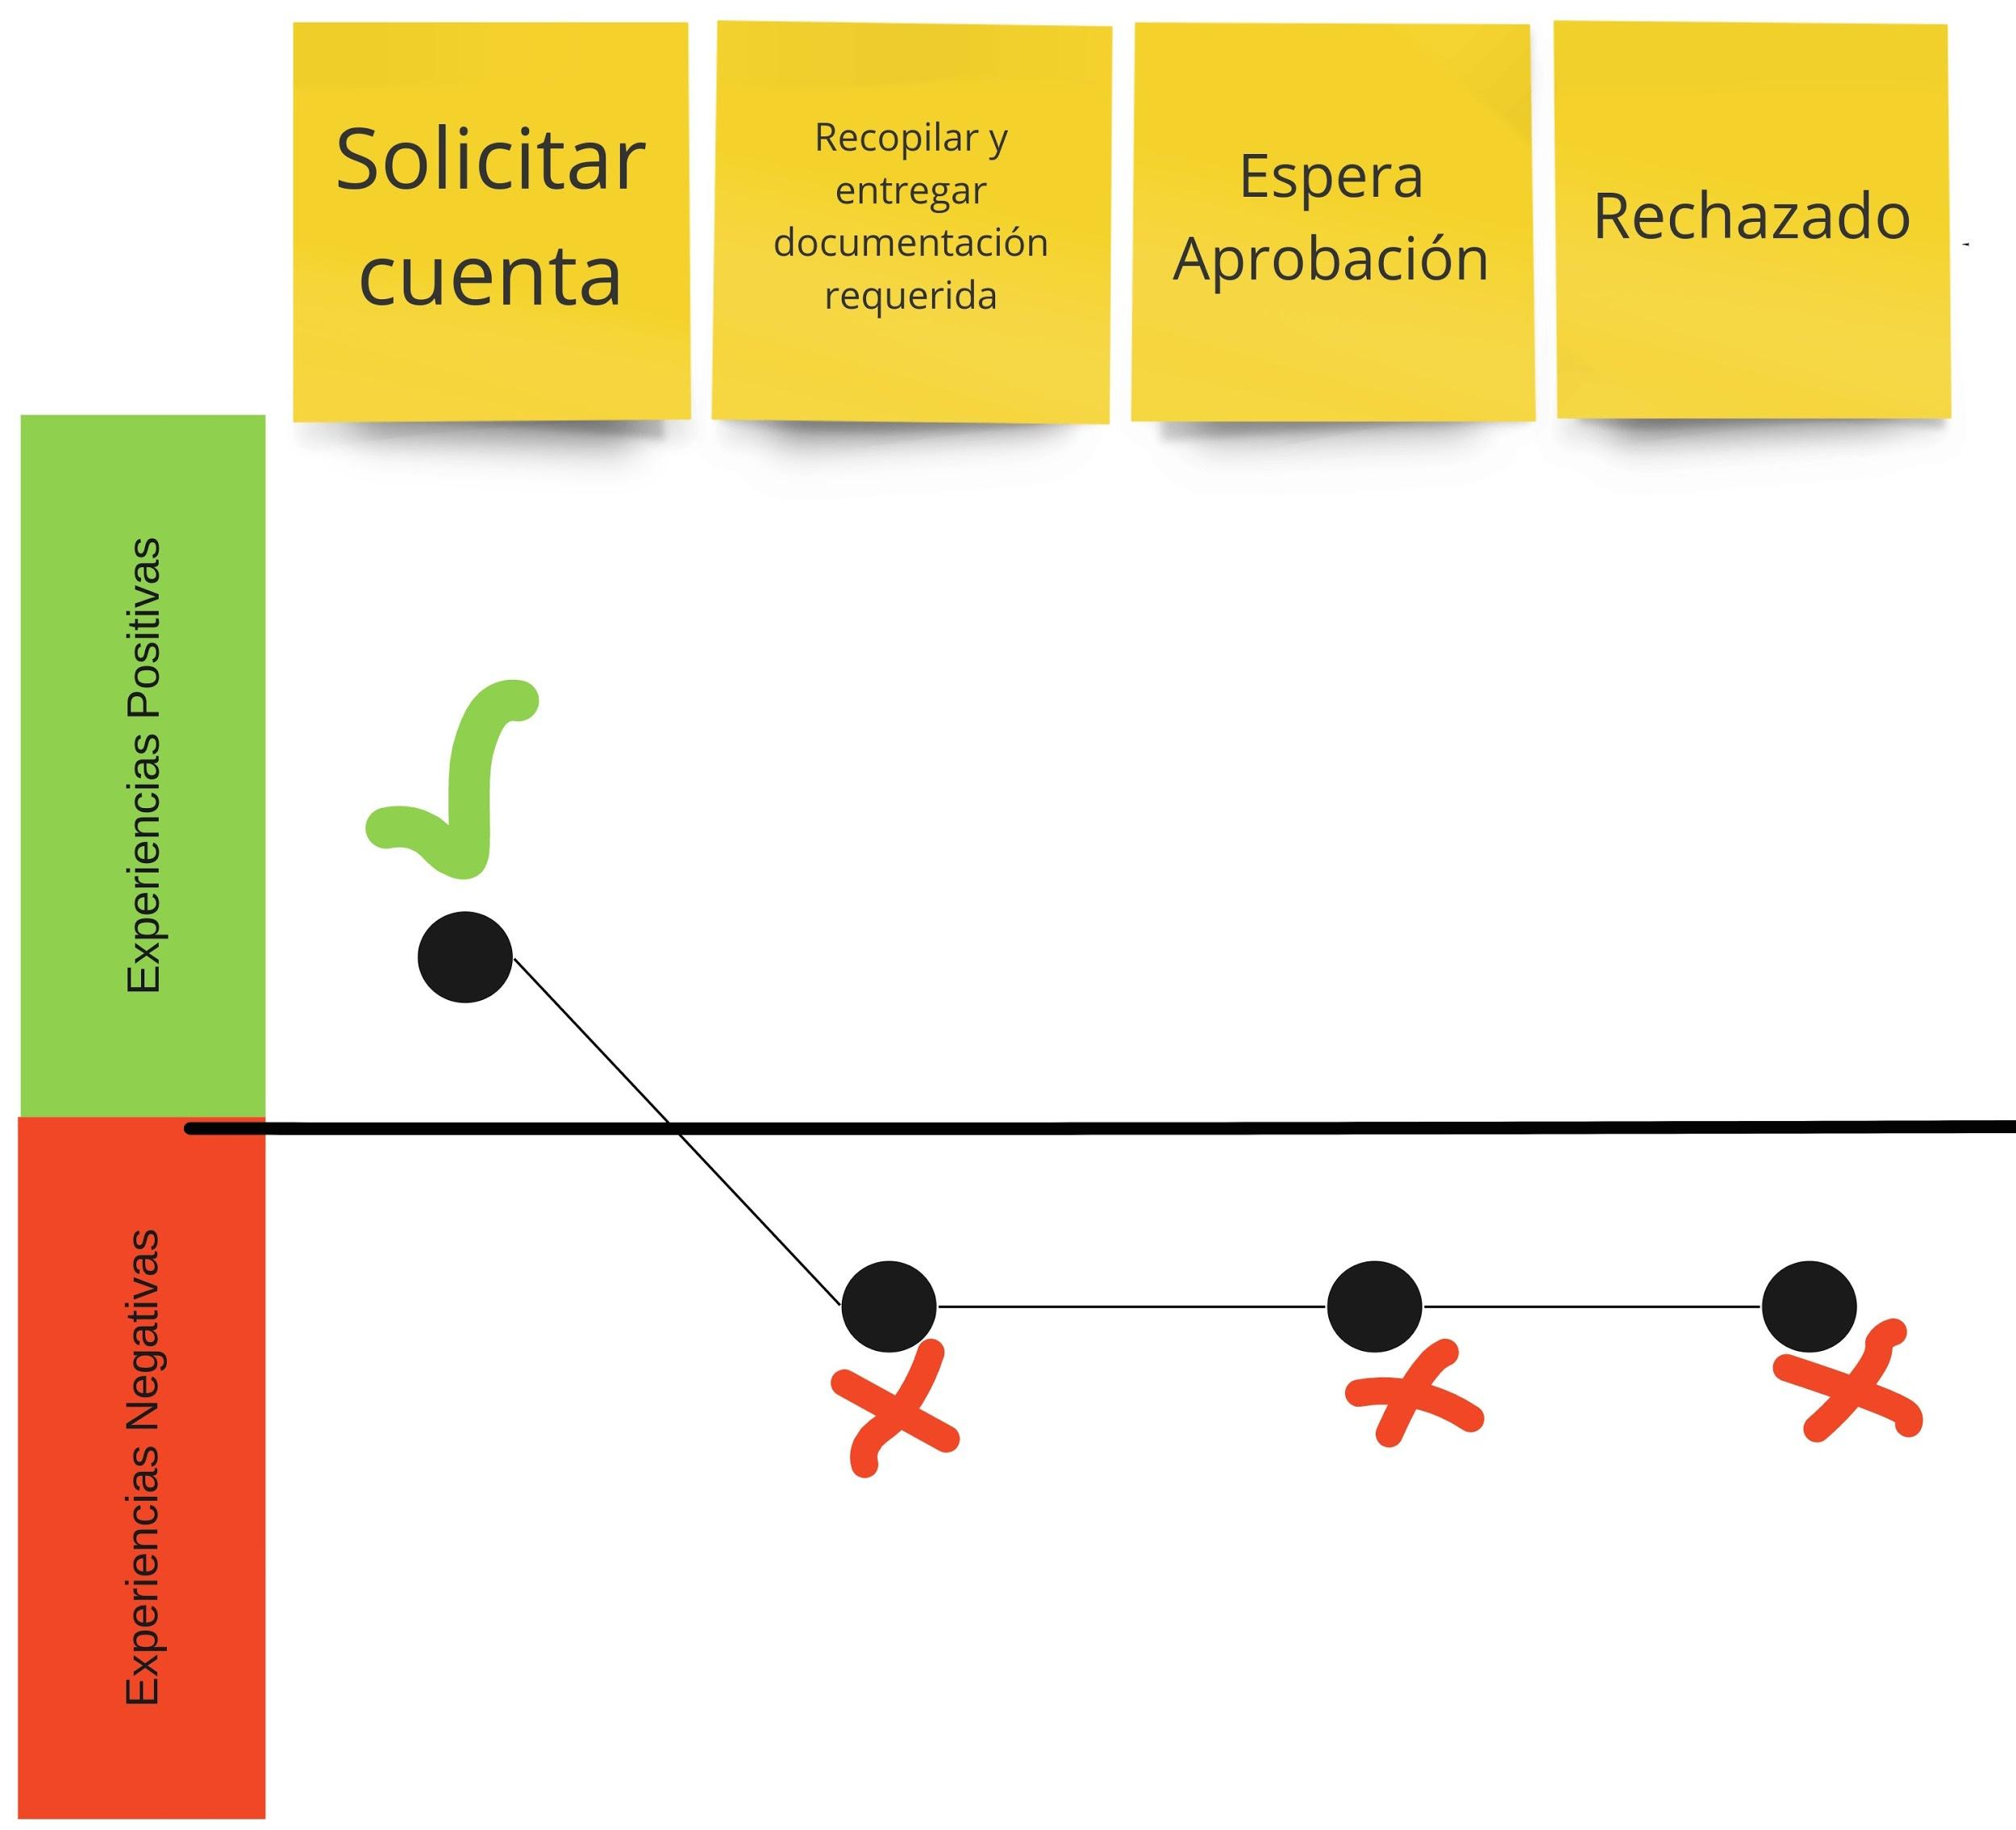 Solicitar
cuenta
Recopilar y
entregar
documentación
requerida
Espera
Aprobación
Rechazado
Experiencias Positivas
Experiencias Negativas